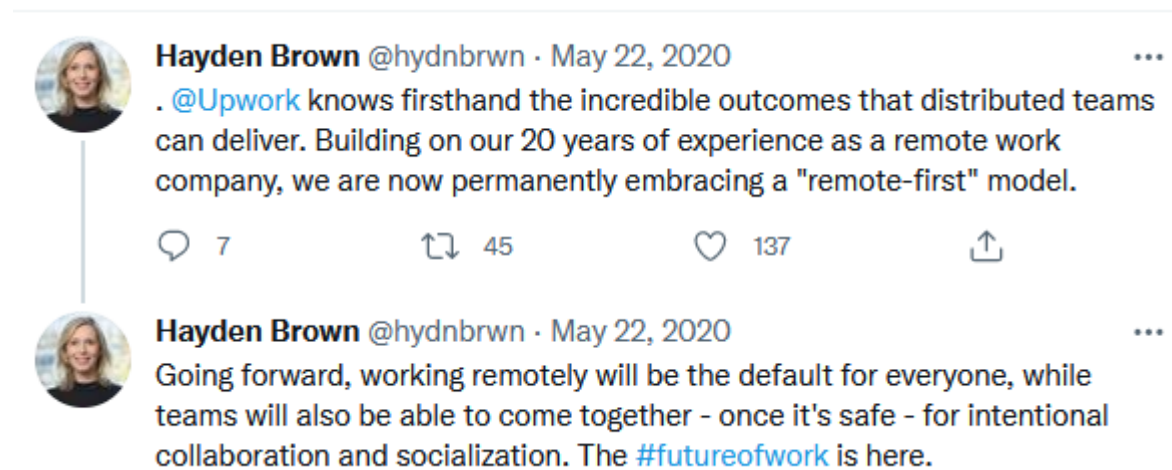 Hayden Brown @hydnbrwn · May 22, 2020
. @Upwork knows firsthand the incredible outcomes that distributed teams
can deliver. Building on our 20 years of experience as a remote work
company, we are now permanently embracing a "remote-first" model.
7 45 137
Hayden Brown @hydnbrwn · May 22, 2020
Going forward, working remotely will be the default for everyone, while
teams will also be able to come together - once it's safe - for intentional
collaboration and socialization. The #futureofwork is here.